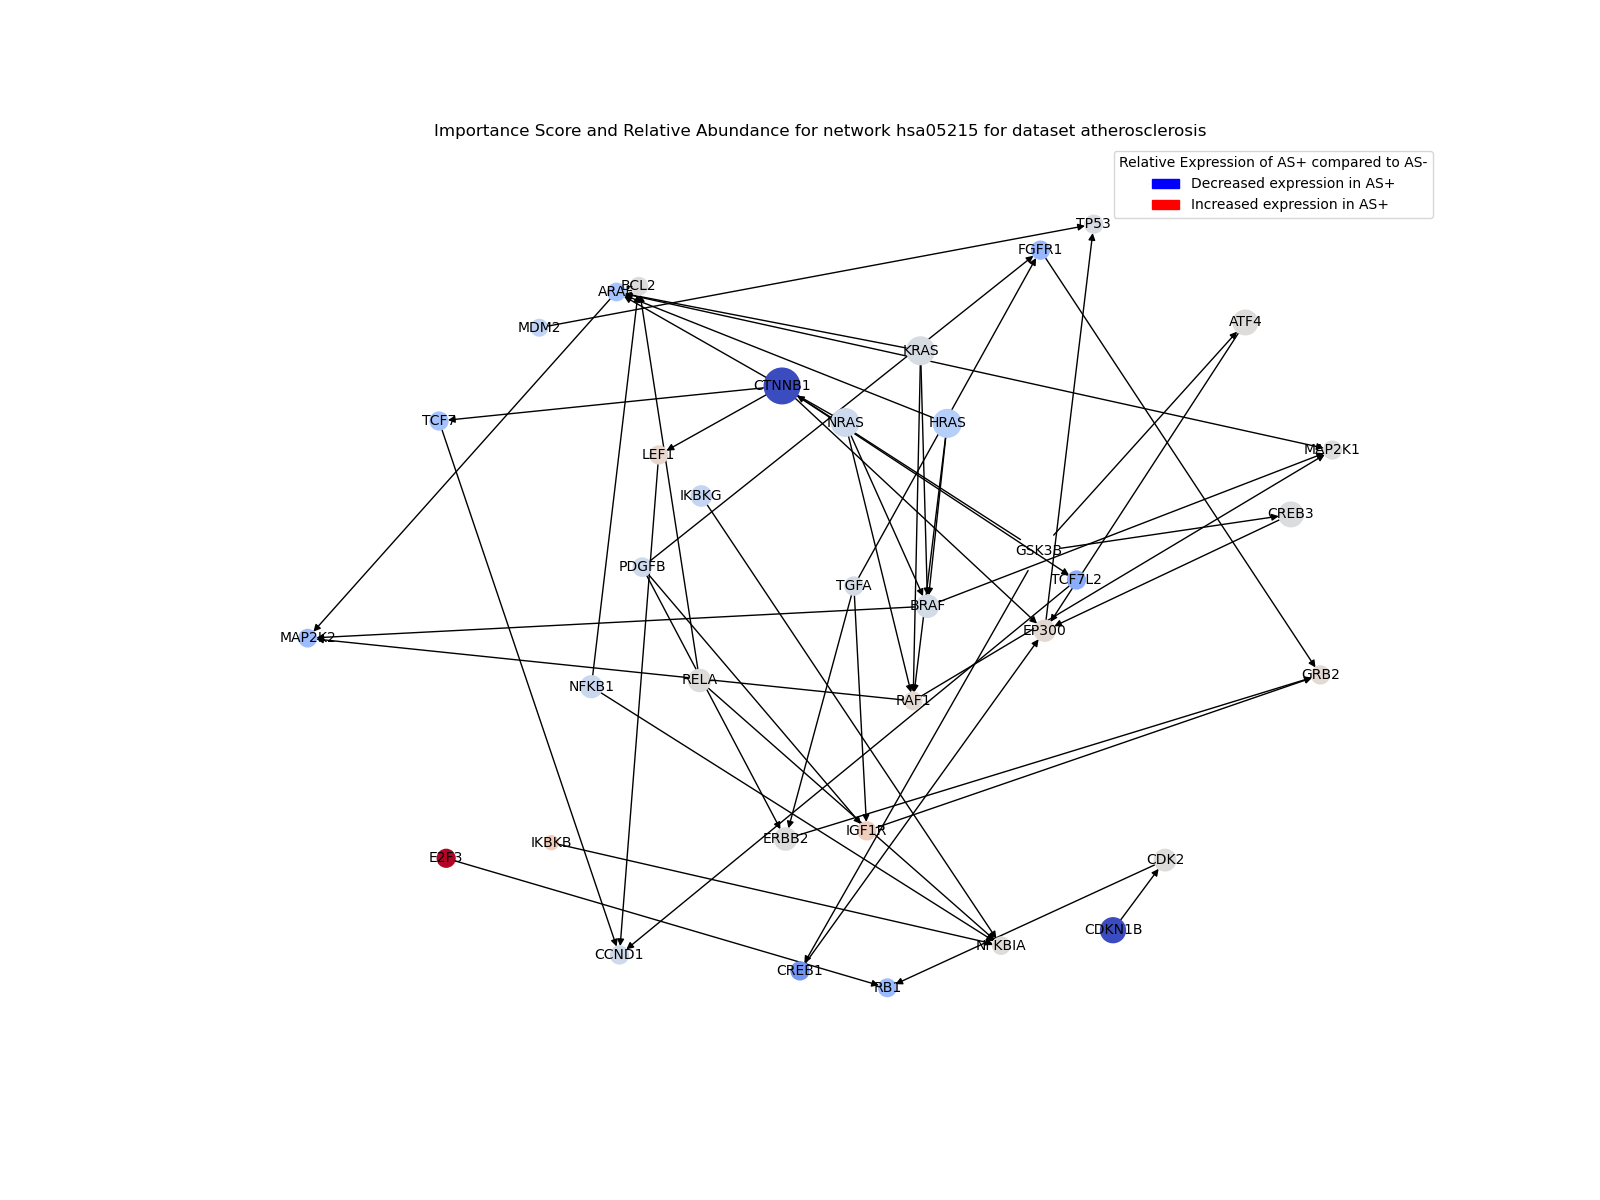 Importance Score and Relative Abundance for network hsa05215 for dataset atherosclerosis
Relative Expression of AS+ compared to AS-
Decreased expression in AS+
Increased expression in AS+
TP53
FGFR1
BCL2
ARAF
MDM2
ATF4
KRAS
CTNNB1
TCF7
NRAS
HRAS
LEF1
MAP2K1
IKBKG
CREB3
GSK3B
PDGFB
TGFA
TCF7L2
BRAF
EP300
MAP2K2
GRB2
RELA
NFKB1
RAF1
IGF1R
ERBB2
IKBKB
E2F3
CDK2
CDKN1B
NFKBIA
CCND1
CREB1
RB1